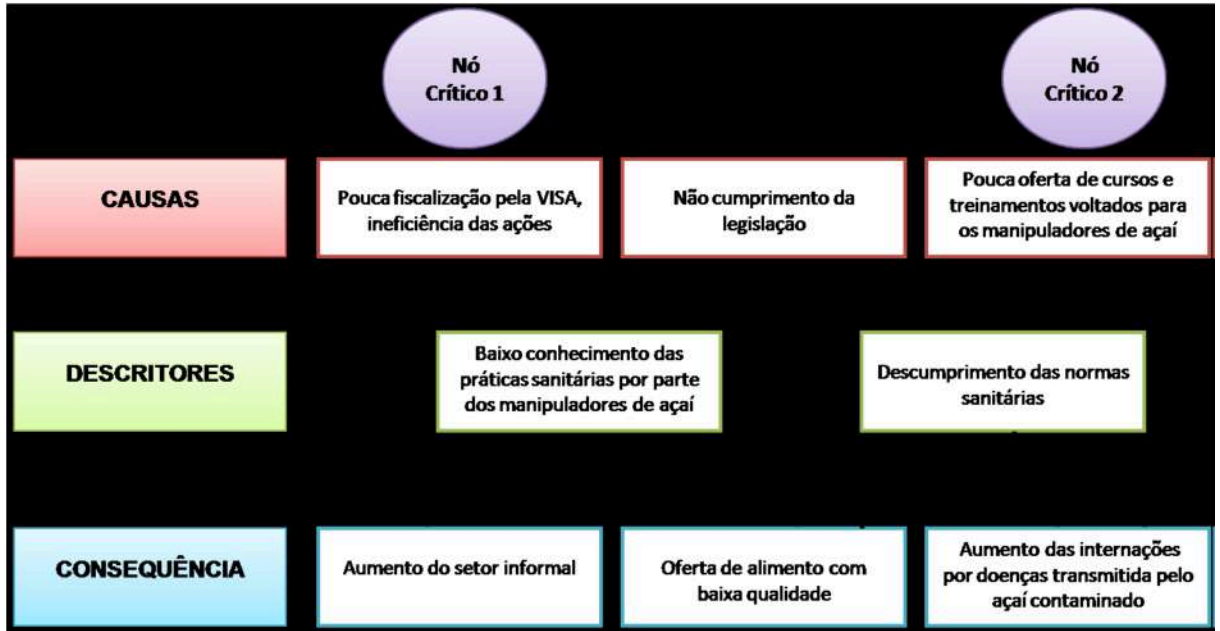 Nó
Crítico 1
Nó
Crítico 2
CAUSAS
Pouca fiscalização pela VISA,
ineficiência das ações
Não cumprimento da
legislação
Pouca oferta de cursos e
treinamentos voltados para
os manipuladores de açaí
DESCRITORES
Baixo conhecimento das
práticas sanitárias por parte
dos manipuladores de açaí
Descumprimento das normas
sanitárias
CONSEQUÊNCIA
Aumento do setor informal
Oferta de alimento com
baixa qualidade
Aumento das internações
por doenças transmitida pelo
açaí contaminado